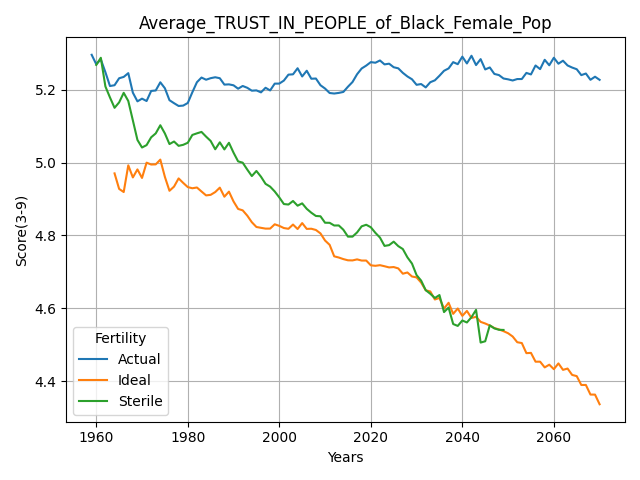 Average_TRUST_IN_PEOPLE_of_Black_Female_Pop
Score(3-9)
5.2
5.0
4.8
4.6
4.4
Fertility
Actual
Ideal
Sterile
1960 1980 2000 2020 2040 2060
Years